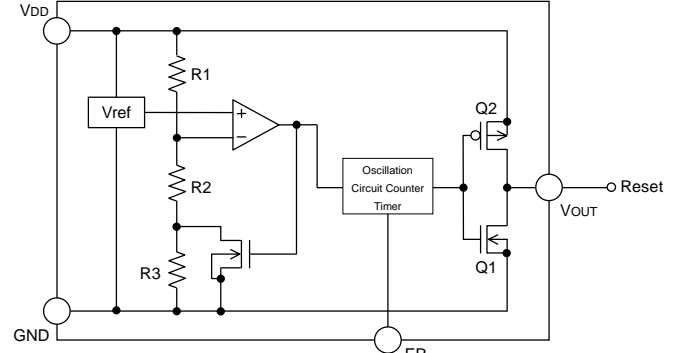 VDD
R1
Q2
Vref
+
−
Oscillation
Circuit Counter
Timer
R2
Reset
VOUT
R3
Q1
GND